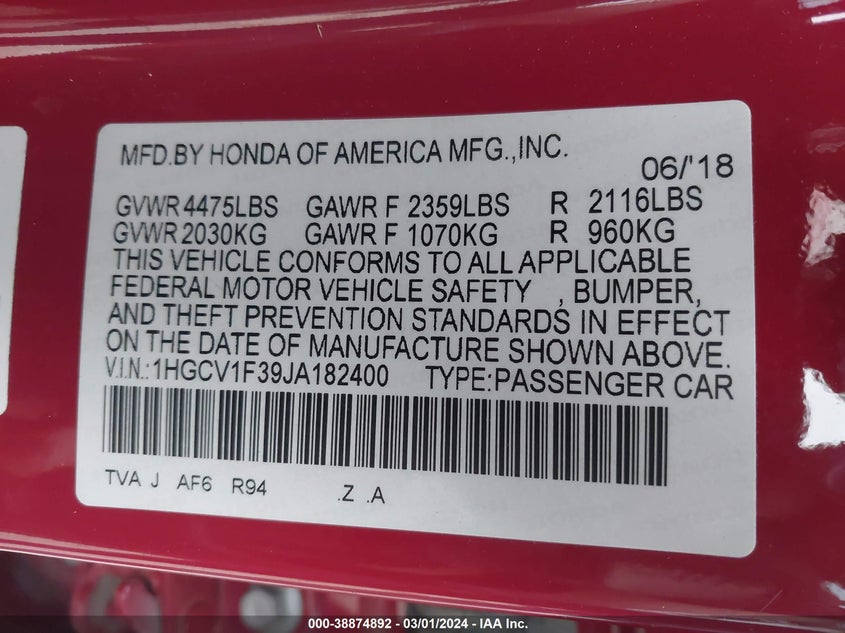 MFD.BY HONDA OF AMERICA MFG.,INC.
06/'18
GVWR 4475LBS GAWR F 2359LBS R 2116LBS
GVWR 2030KG GAWR F 1070KG R 960KG
THIS VEHICLE CONFORMS TO ALL APPLICABLE
FEDERAL MOTOR VEHICLE SAFETY , BUMPER,
AND THEFT PREVENTION STANDARDS IN EFFECT
ON THE DATE OF MANUFACTURE SHOWN ABOVE.
V.I.N.:1HGCV1F39JA182400 TYPE:PASSENGER CAR
TVA J AF6 R94 .Z .A
000-38874892 — 03/01/2024 — IAA Inc.